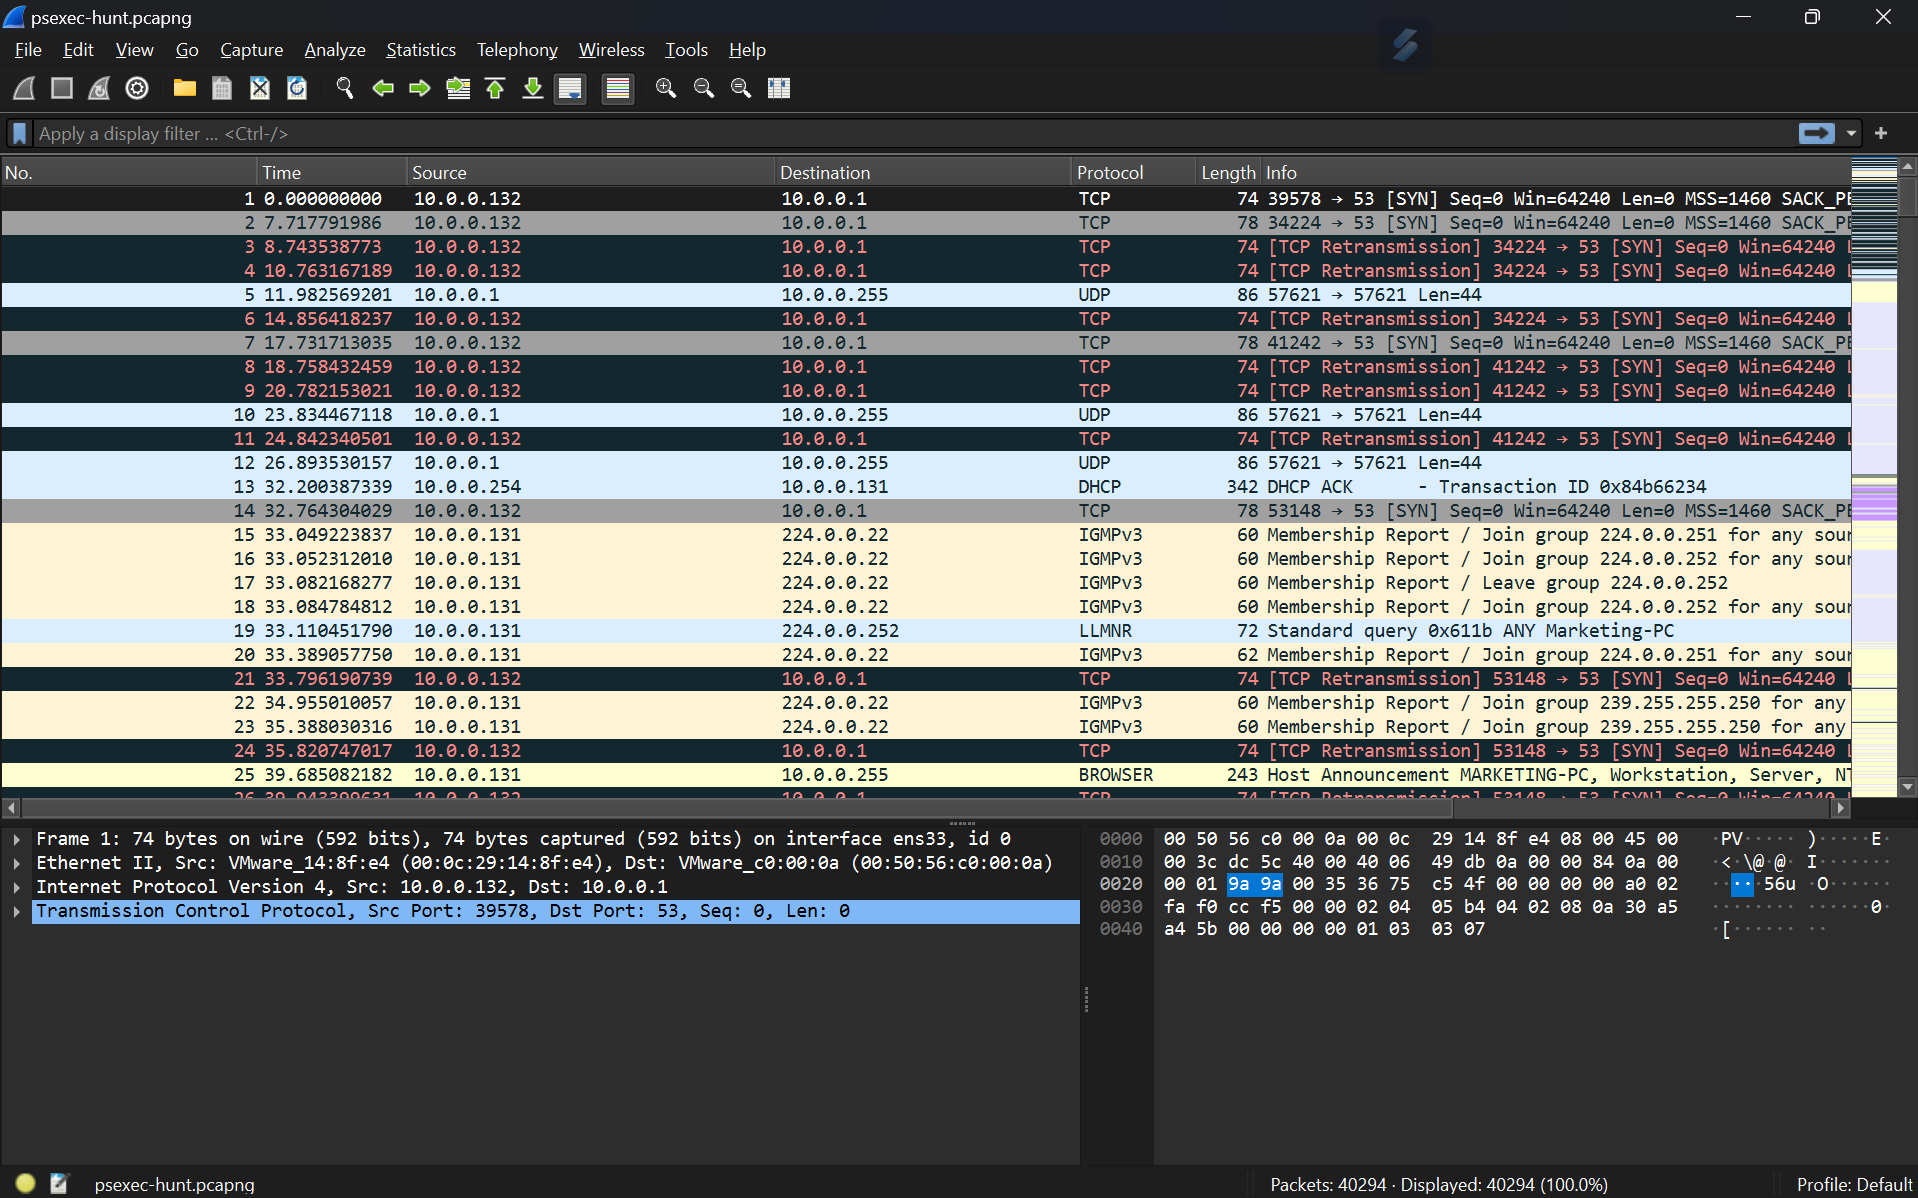 psexec-hunt.pcapng
File Edit View Go Capture Analyze Statistics Telephony Wireless Tools Help
Apply a display filter ... <Ctrl-/>
No. Time Source Destination Protocol Length Info
1 0.000000000 10.0.0.132 10.0.0.1 TCP 74 39578 → 53 [SYN] Seq=0 Win=64240 Len=0 MSS=1460 SACK_PE
2 7.717791986 10.0.0.132 10.0.0.1 TCP 78 34224 → 53 [SYN] Seq=0 Win=64240 Len=0 MSS=1460 SACK_PE
3 8.743538773 10.0.0.132 10.0.0.1 TCP 74 [TCP Retransmission] 34224 → 53 [SYN] Seq=0 Win=64240 L
4 10.763167189 10.0.0.132 10.0.0.1 TCP 74 [TCP Retransmission] 34224 → 53 [SYN] Seq=0 Win=64240 L
5 11.982569201 10.0.0.1 10.0.0.255 UDP 86 57621 → 57621 Len=44
6 14.856418237 10.0.0.132 10.0.0.1 TCP 74 [TCP Retransmission] 34224 → 53 [SYN] Seq=0 Win=64240 L
7 17.731713035 10.0.0.132 10.0.0.1 TCP 78 41242 → 53 [SYN] Seq=0 Win=64240 Len=0 MSS=1460 SACK_PE
8 18.758432459 10.0.0.132 10.0.0.1 TCP 74 [TCP Retransmission] 41242 → 53 [SYN] Seq=0 Win=64240 L
9 20.782153021 10.0.0.132 10.0.0.1 TCP 74 [TCP Retransmission] 41242 → 53 [SYN] Seq=0 Win=64240 L
10 23.834467118 10.0.0.1 10.0.0.255 UDP 86 57621 → 57621 Len=44
11 24.842340501 10.0.0.132 10.0.0.1 TCP 74 [TCP Retransmission] 41242 → 53 [SYN] Seq=0 Win=64240 L
12 26.893530157 10.0.0.1 10.0.0.255 UDP 86 57621 → 57621 Len=44
13 32.200387339 10.0.0.254 10.0.0.131 DHCP 342 DHCP ACK - Transaction ID 0x84b66234
14 32.764304029 10.0.0.132 10.0.0.1 TCP 78 53148 → 53 [SYN] Seq=0 Win=64240 Len=0 MSS=1460 SACK_PE
15 33.049223837 10.0.0.131 224.0.0.22 IGMPv3 60 Membership Report / Join group 224.0.0.251 for any sour
16 33.052312010 10.0.0.131 224.0.0.22 IGMPv3 60 Membership Report / Join group 224.0.0.252 for any sour
17 33.082168277 10.0.0.131 224.0.0.22 IGMPv3 60 Membership Report / Leave group 224.0.0.252
18 33.084784812 10.0.0.131 224.0.0.22 IGMPv3 60 Membership Report / Join group 224.0.0.252 for any sour
19 33.110451790 10.0.0.131 224.0.0.252 LLMNR 72 Standard query 0x611b ANY Marketing-PC
20 33.389057750 10.0.0.131 224.0.0.22 IGMPv3 62 Membership Report / Join group 224.0.0.251 for any sour
21 33.796190739 10.0.0.132 10.0.0.1 TCP 74 [TCP Retransmission] 53148 → 53 [SYN] Seq=0 Win=64240 L
22 34.955010057 10.0.0.131 224.0.0.22 IGMPv3 60 Membership Report / Join group 239.255.255.250 for any
23 35.388030316 10.0.0.131 224.0.0.22 IGMPv3 60 Membership Report / Join group 239.255.255.250 for any
24 35.820747017 10.0.0.132 10.0.0.1 TCP 74 [TCP Retransmission] 53148 → 53 [SYN] Seq=0 Win=64240 L
25 39.685082182 10.0.0.131 10.0.0.255 BROWSER 243 Host Announcement MARKETING-PC, Workstation, Server, NT
Frame 1: 74 bytes on wire (592 bits), 74 bytes captured (592 bits) on interface ens33, id 0
Ethernet II, Src: VMware_14:8f:e4 (00:0c:29:14:8f:e4), Dst: VMware_c0:00:0a (00:50:56:c0:00:0a)
Internet Protocol Version 4, Src: 10.0.0.132, Dst: 10.0.0.1
Transmission Control Protocol, Src Port: 39578, Dst Port: 53, Seq: 0, Len: 0
0000 00 50 56 c0 00 0a 00 0c 29 14 8f e4 08 00 45 00 ·PV····· )·····E·
0010 00 3c dc 5c 40 00 40 06 49 db 0a 00 00 84 0a 00 ·<·\@·@· I·······
0020 00 01 9a 9a 00 35 36 75 c5 4f 00 00 00 00 a0 02 ·····56u ·O······
0030 fa f0 cc f5 00 00 02 04 05 b4 04 02 08 0a 30 a5 ········ ······0·
0040 a4 5b 00 00 00 00 01 03 03 07 ·[······ ··
psexec-hunt.pcapng
Packets: 40294 · Displayed: 40294 (100.0%)
Profile: Default